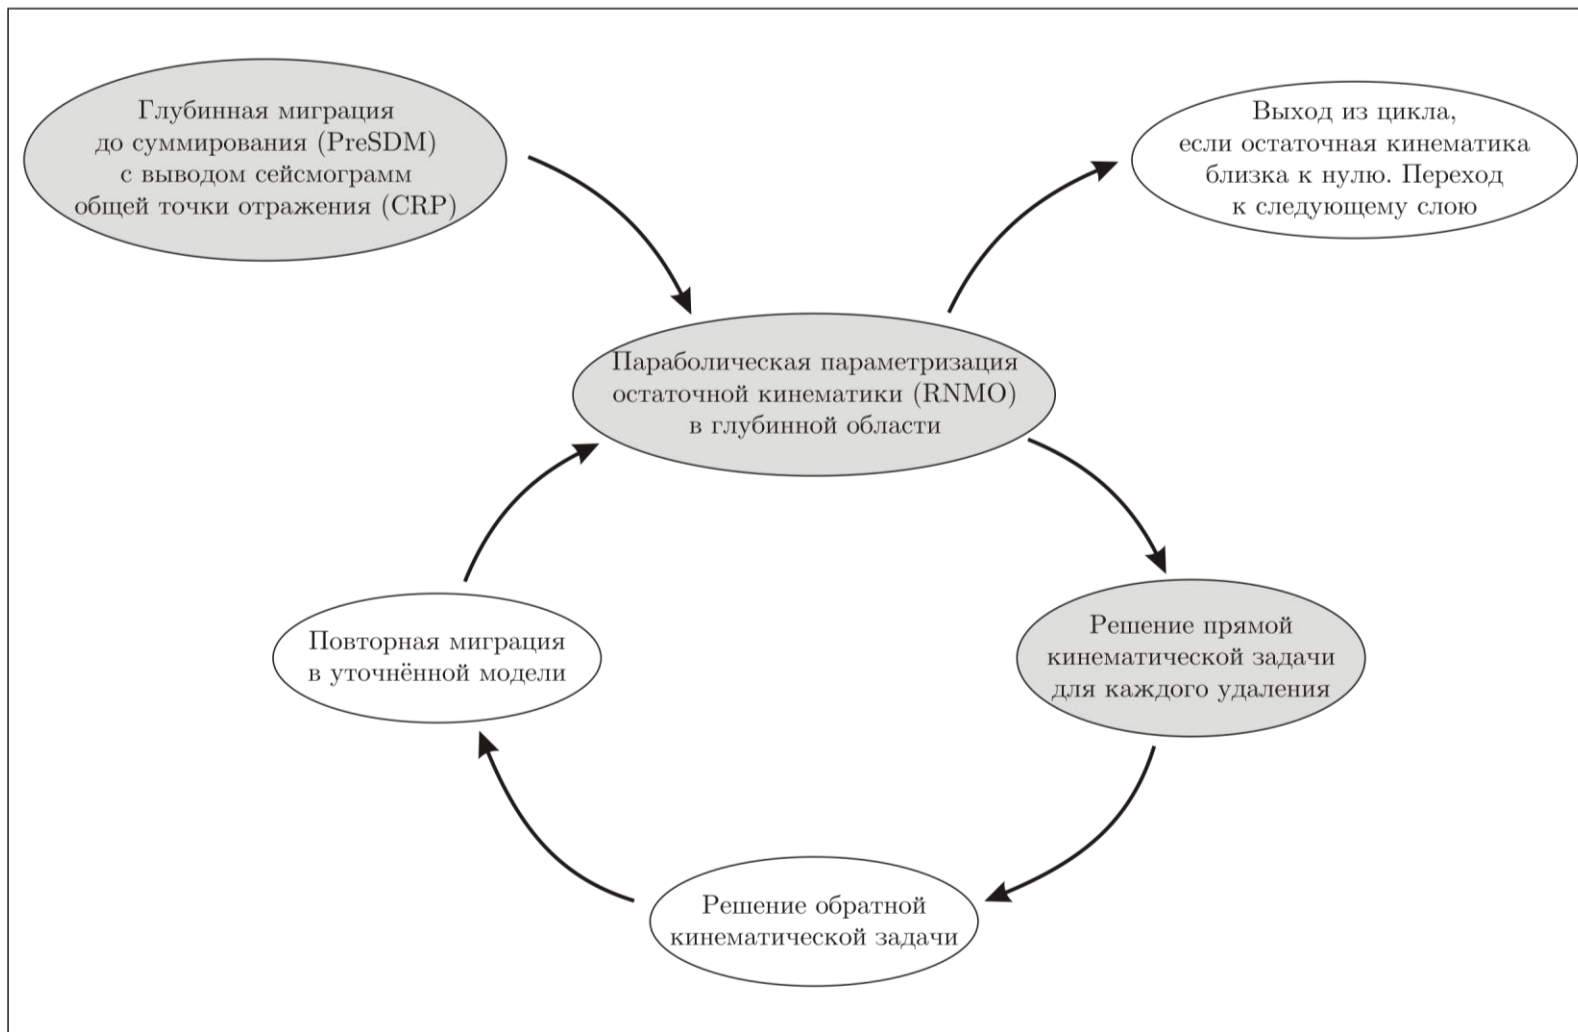 Глубинная миграция
до суммирования (PreSDM)
с выводом сейсмограмм
общей точки отражения (CRP)
Выход из цикла,
если остаточная кинематика
близка к нулю. Переход
к следующему слою
Параболическая параметризация
остаточной кинематики (RNMO)
в глубинной области
Повторная миграция
в уточнённой модели
Решение прямой
кинематической задачи
для каждого удаления
Решение обратной
кинематической задачи